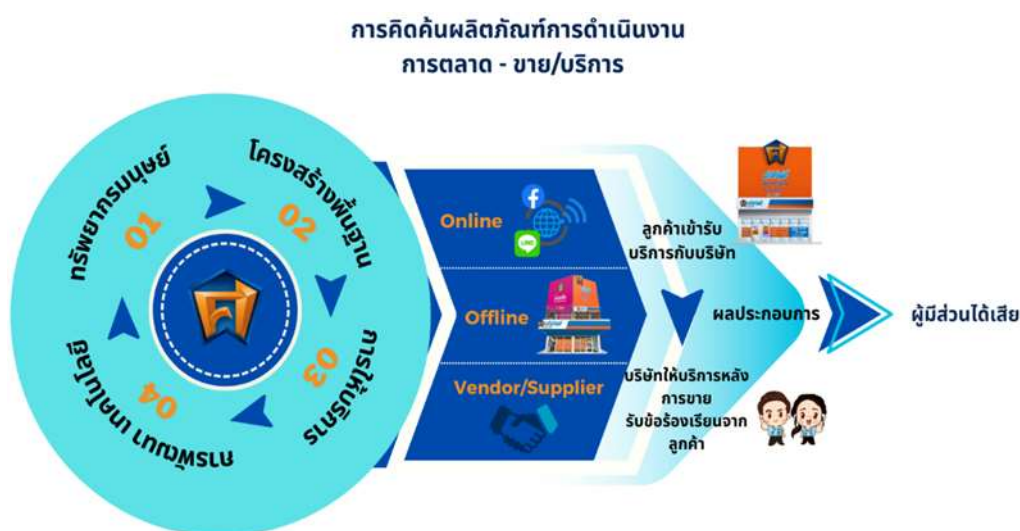 การคิดค้นผลิตภัณฑ์การดำเนินงาน
การตลาด - ขาย/บริการ
01
ทรัพยากรมนุษย์
02
โครงสร้างพื้นฐาน
03
การให้บริการ
04
การพัฒนา เทคโนโลยี
Online
LINE
Offline
Vendor/Supplier
ลูกค้าเข้ารับ
บริการกับบริษัท
ผลประกอบการ
บริษัทให้บริการหลัง
การขาย
รับข้อร้องเรียนจาก
ลูกค้า
ผู้มีส่วนได้เสีย